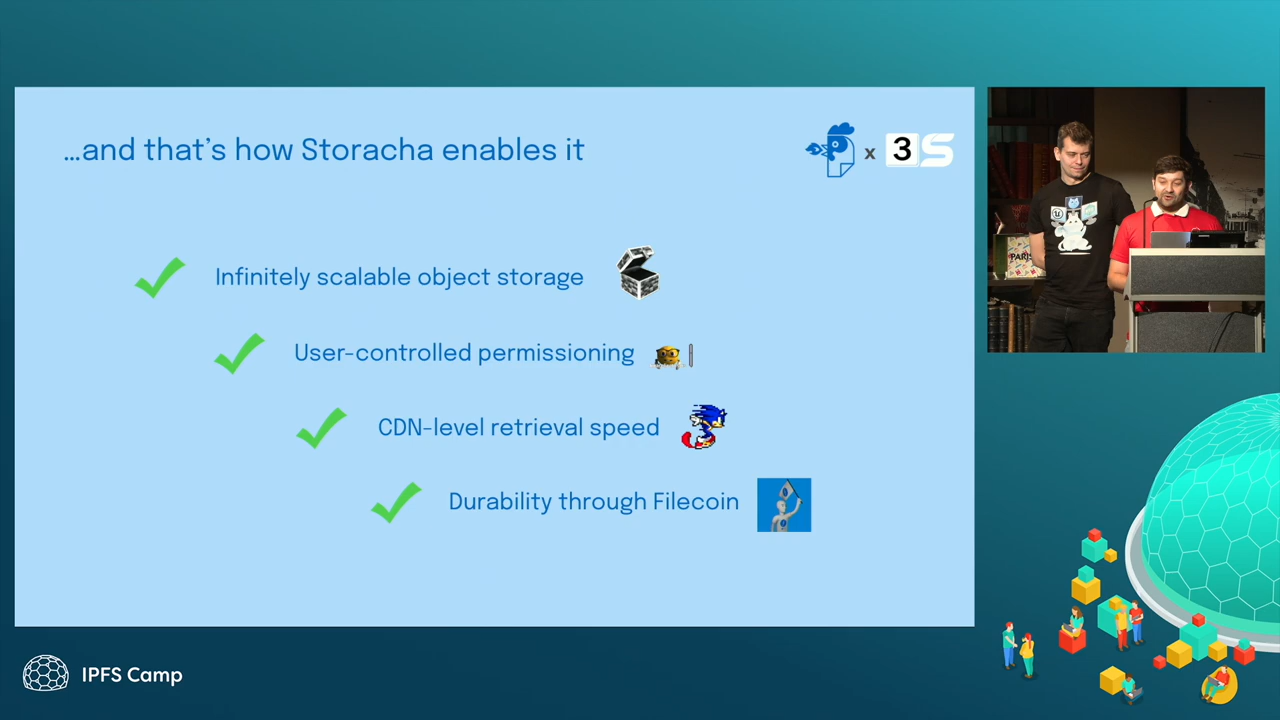 ...and that's how Storacha enables it
x 3S
Infinitely scalable object storage
User-controlled permissioning
CDN-level retrieval speed
Durability through Filecoin
PARIS
IPFS Camp